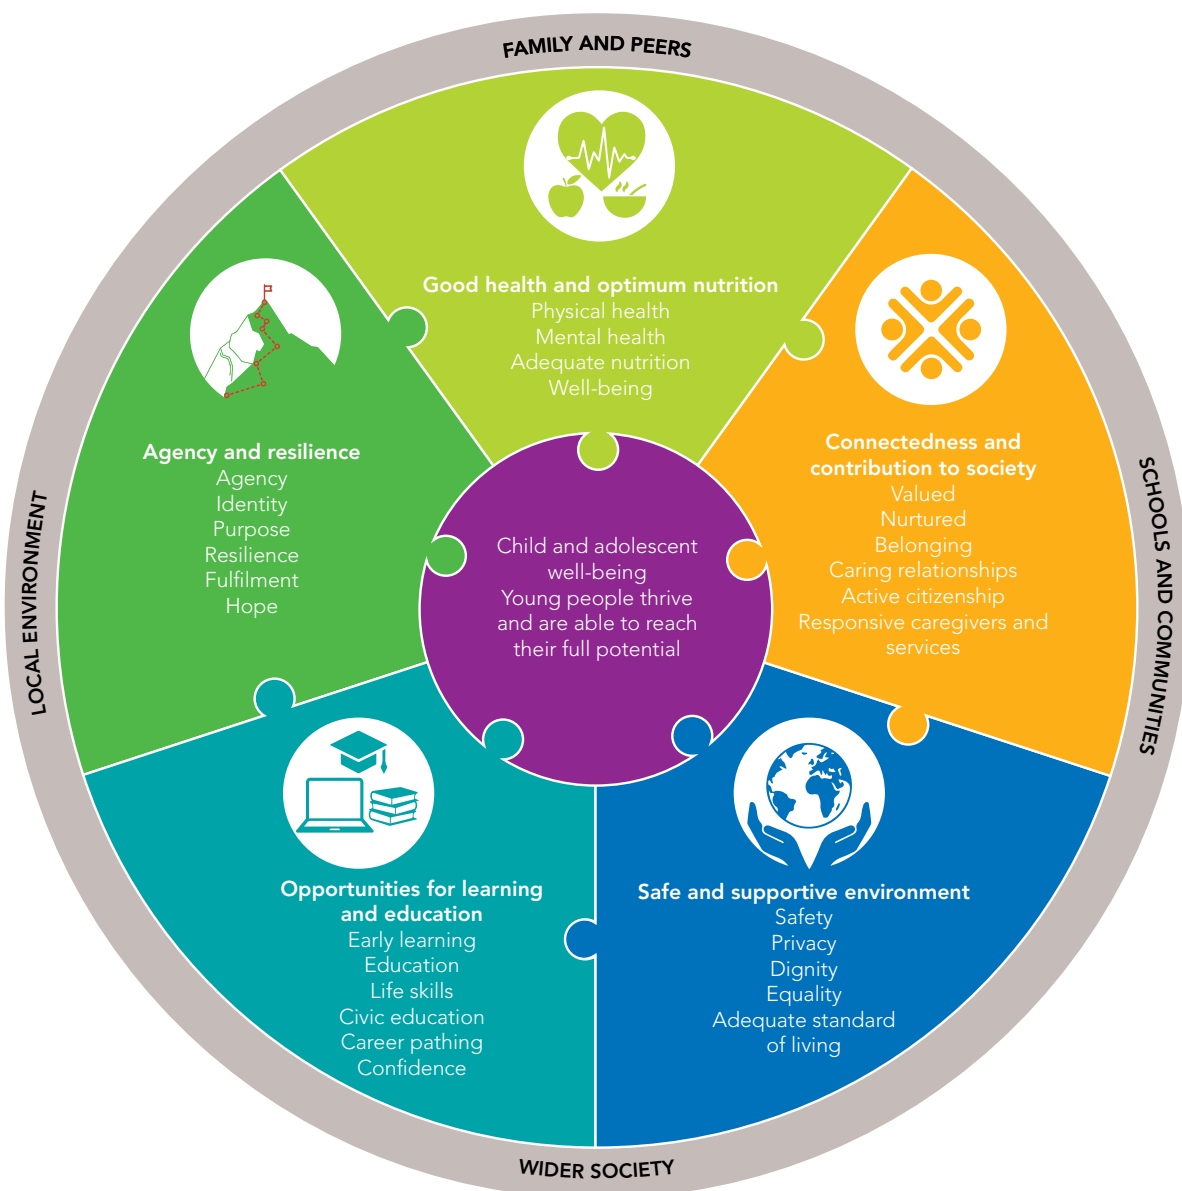 FAMILY AND PEERS
Good health and optimum nutrition
Physical health
Mental health
Adequate nutrition
Well-being
Connectedness and
contribution to society
Valued
Nurtured
Belonging
Caring relationships
Active citizenship
Responsive caregivers and
services
SCHOOLS AND COMMUNITIES
Agency and resilience
Agency
Identity
Purpose
Resilience
Fulfilment
Hope
LOCAL ENVIRONMENT
Child and adolescent
well-being
Young people thrive
and are able to reach
their full potential
Opportunities for learning
and education
Early learning
Education
Life skills
Civic education
Career pathing
Confidence
Safe and supportive environment
Safety
Privacy
Dignity
Equality
Adequate standard
of living
WIDER SOCIETY